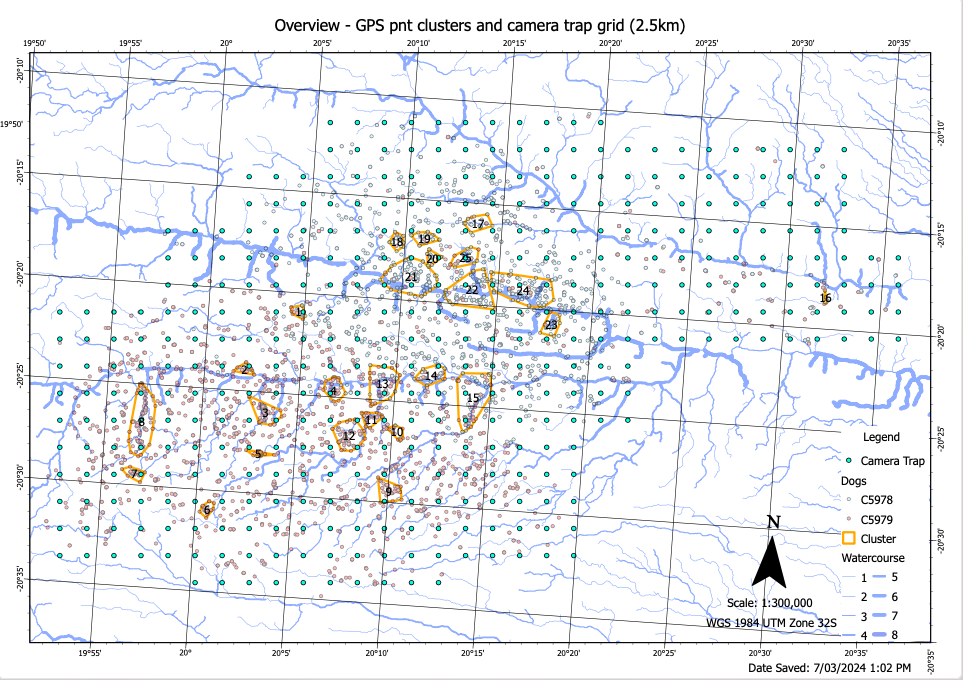 Overview - GPS pnt clusters and camera trap grid (2.5km)
19°50' 19°55' 20° 20°5' 20°10' 20°15' 20°20' 20°25' 20°30' 20°35'
-20°10'
19°50' -20°10'
-20°15'
17
18 19 -20°15'
20 25
-20°20' 21 22 24
16
1 23
-20°20'
2 14
-20°25' 4 13
3 15
8 11
12 10 -20°25'
Legend
5 Camera Trap
7 Dogs
-20°30' 9 C5978
6 C5979
N Cluster
-20°30'
Watercourse
-20°35' 1 5
2 6
Scale: 1:300,000
3 7
WGS 1984 UTM Zone 32S
4 8
19°55' 20° 20°5' 20°10' 20°15' 20°20' 20°25' 20°30' 20°35' -20°35'
Date Saved: 7/03/2024 1:02 PM